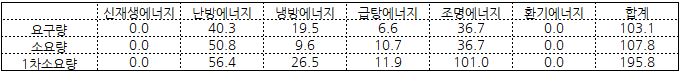 신재생에너지 난방에너지 냉방에너지 급탕에너지 조명에너지 환기에너지 합계
요구량 0.0 40.3 19.5 6.6 36.7 0.0 103.1
소요량 0.0 50.8 9.6 10.7 36.7 0.0 107.8
1차소요량 0.0 56.4 26.5 11.9 101.0 0.0 195.8